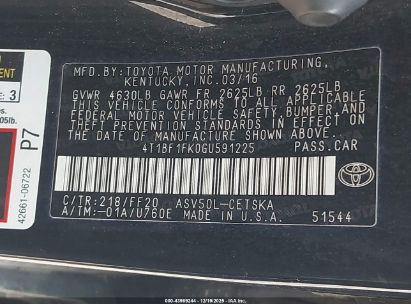 MFD. BY:TOYOTA MOTOR MANUFACTURING,
KENTUCKY, INC.03/16
GVWR 4630LB GAWR FR 2625LB RR 2625LB
THIS VEHICLE CONFORMS TO ALL APPLICABLE
FEDERAL MOTOR VEHICLE SAFETY, BUMPER, AND
THEFT PREVENTION STANDARDS IN EFFECT ON
THE DATE OF MANUFACTURE SHOWN ABOVE.
4T1BF1FK0GU591225 PASS.CAR
C/TR:218/FF20 ASV50L-CETSKA
A/TM:-01A/U760E MADE IN U.S.A. 51544
TOYOTA
3
P7
42661-06722